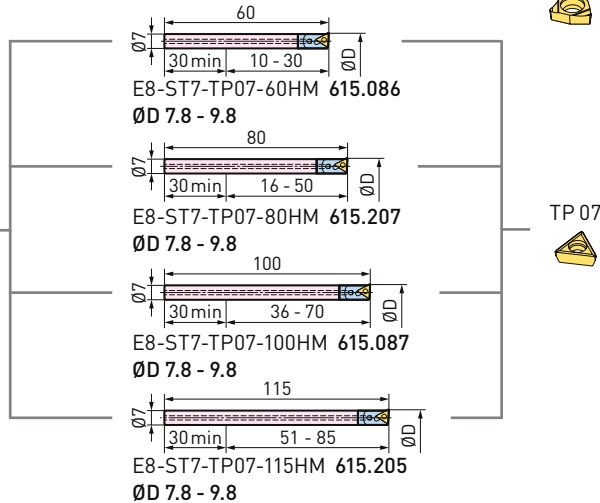 60
Ø7
30 min 10 - 30 ØD
E8-ST7-TP07-60HM 615.086
ØD 7.8 - 9.8
80
Ø7
30 min 16 - 50 ØD
E8-ST7-TP07-80HM 615.207
ØD 7.8 - 9.8
TP 07
100
Ø7
30 min 36 - 70 ØD
E8-ST7-TP07-100HM 615.087
ØD 7.8 - 9.8
115
Ø7
30 min 51 - 85 ØD
E8-ST7-TP07-115HM 615.205
ØD 7.8 - 9.8